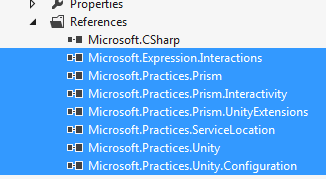 Properties
References
Microsoft.CSharp
Microsoft.Expression.Interactions
Microsoft.Practices.Prism
Microsoft.Practices.Prism.Interactivity
Microsoft.Practices.Prism.UnityExtensions
Microsoft.Practices.ServiceLocation
Microsoft.Practices.Unity
Microsoft.Practices.Unity.Configuration